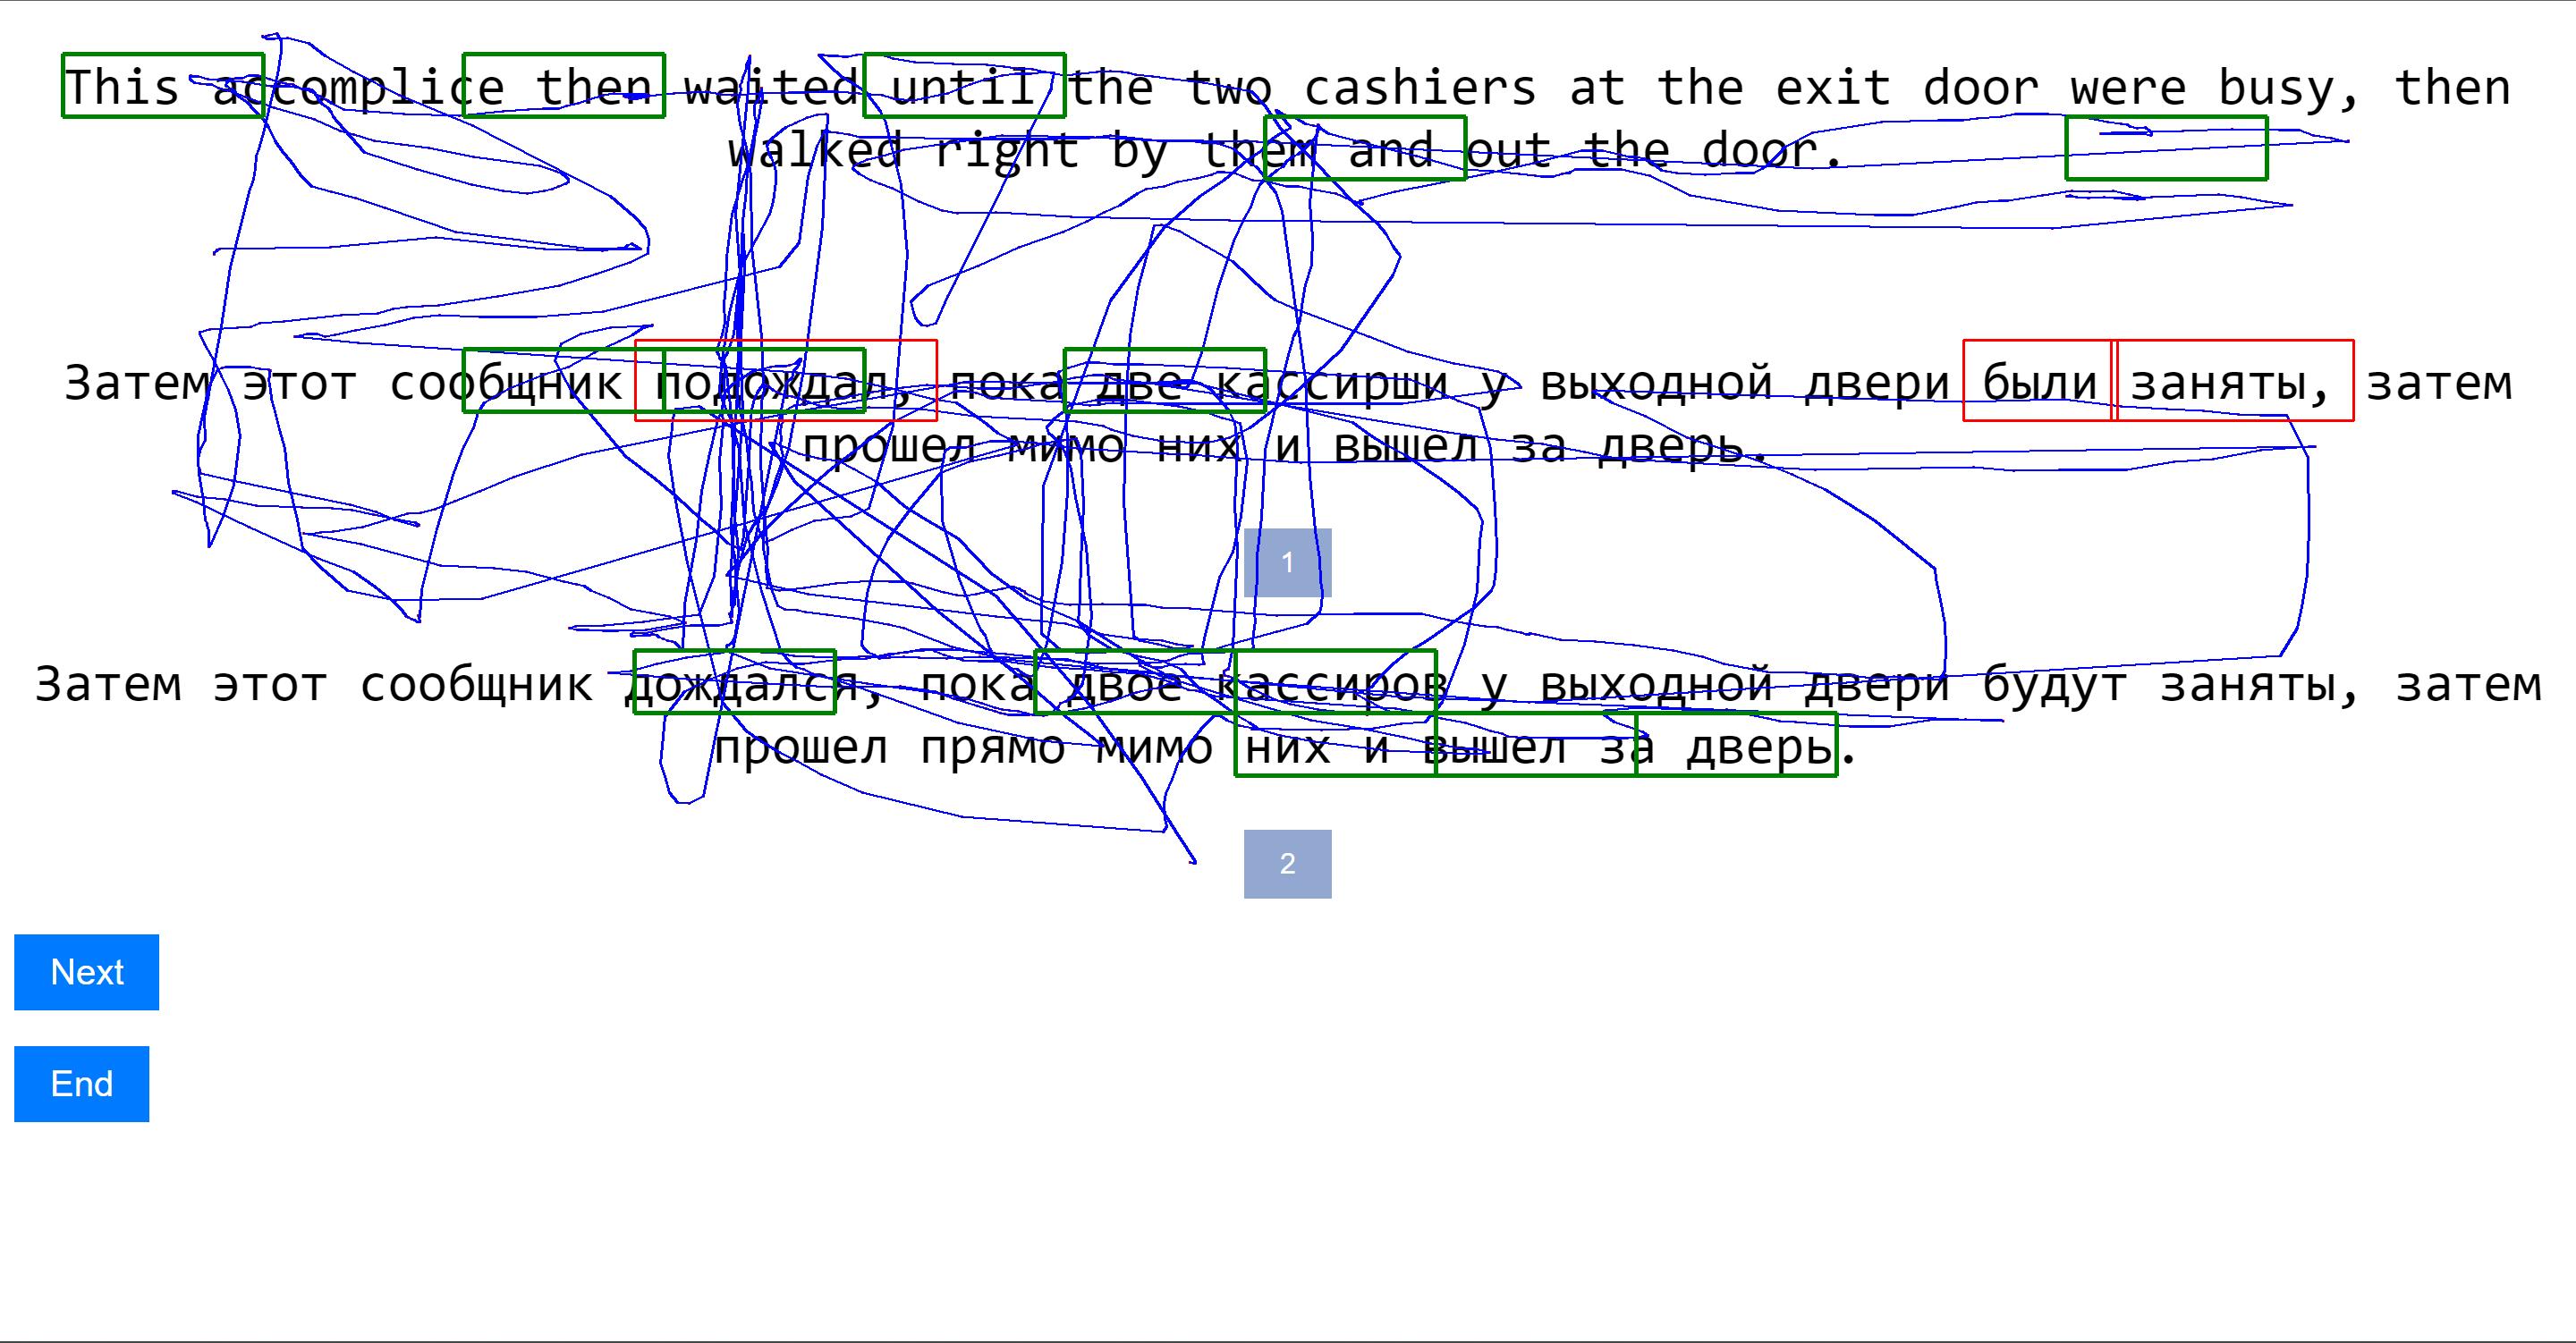 This accomplice then waited until the two cashiers at the exit door were busy, then
walked right by them and out the door.
Затем этот сообщник подождал, пока две кассирши у выходной двери были заняты, затем
прошел мимо них и вышел за дверь.
1
Затем этот сообщник дождался, пока двое кассиров у выходной двери будут заняты, затем
прошел прямо мимо них и вышел за дверь.
2
Next
End